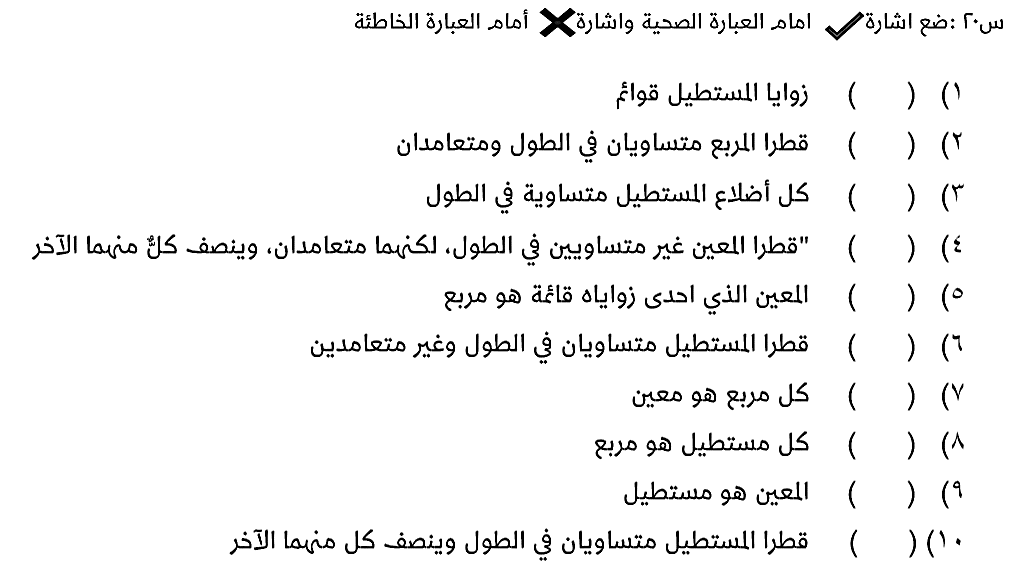 س٢٠: ضع اشارة ✓ امام العبارة الصحية واشارة ✗ أمام العبارة الخاطئة
١) ( ) زوايا المستطيل قوائم
٢) ( ) قطرا المربع متساويان في الطول ومتعامدان
٣) ( ) كل أضلاع المستطيل متساوية في الطول
٤) ( ) "قطرا المعين غير متساويين في الطول، لكنهما متعامدان، وينصف كلٌّ منهما الآخر
٥) ( ) المعين الذي احدى زواياه قائمة هو مربع
٦) ( ) قطرا المستطيل متساويان في الطول وغير متعامدين
٧) ( ) كل مربع هو معين
٨) ( ) كل مستطيل هو مربع
٩) ( ) المعين هو مستطيل
١٠) ( ) قطرا المستطيل متساويان في الطول وينصف كل منهما الآخر